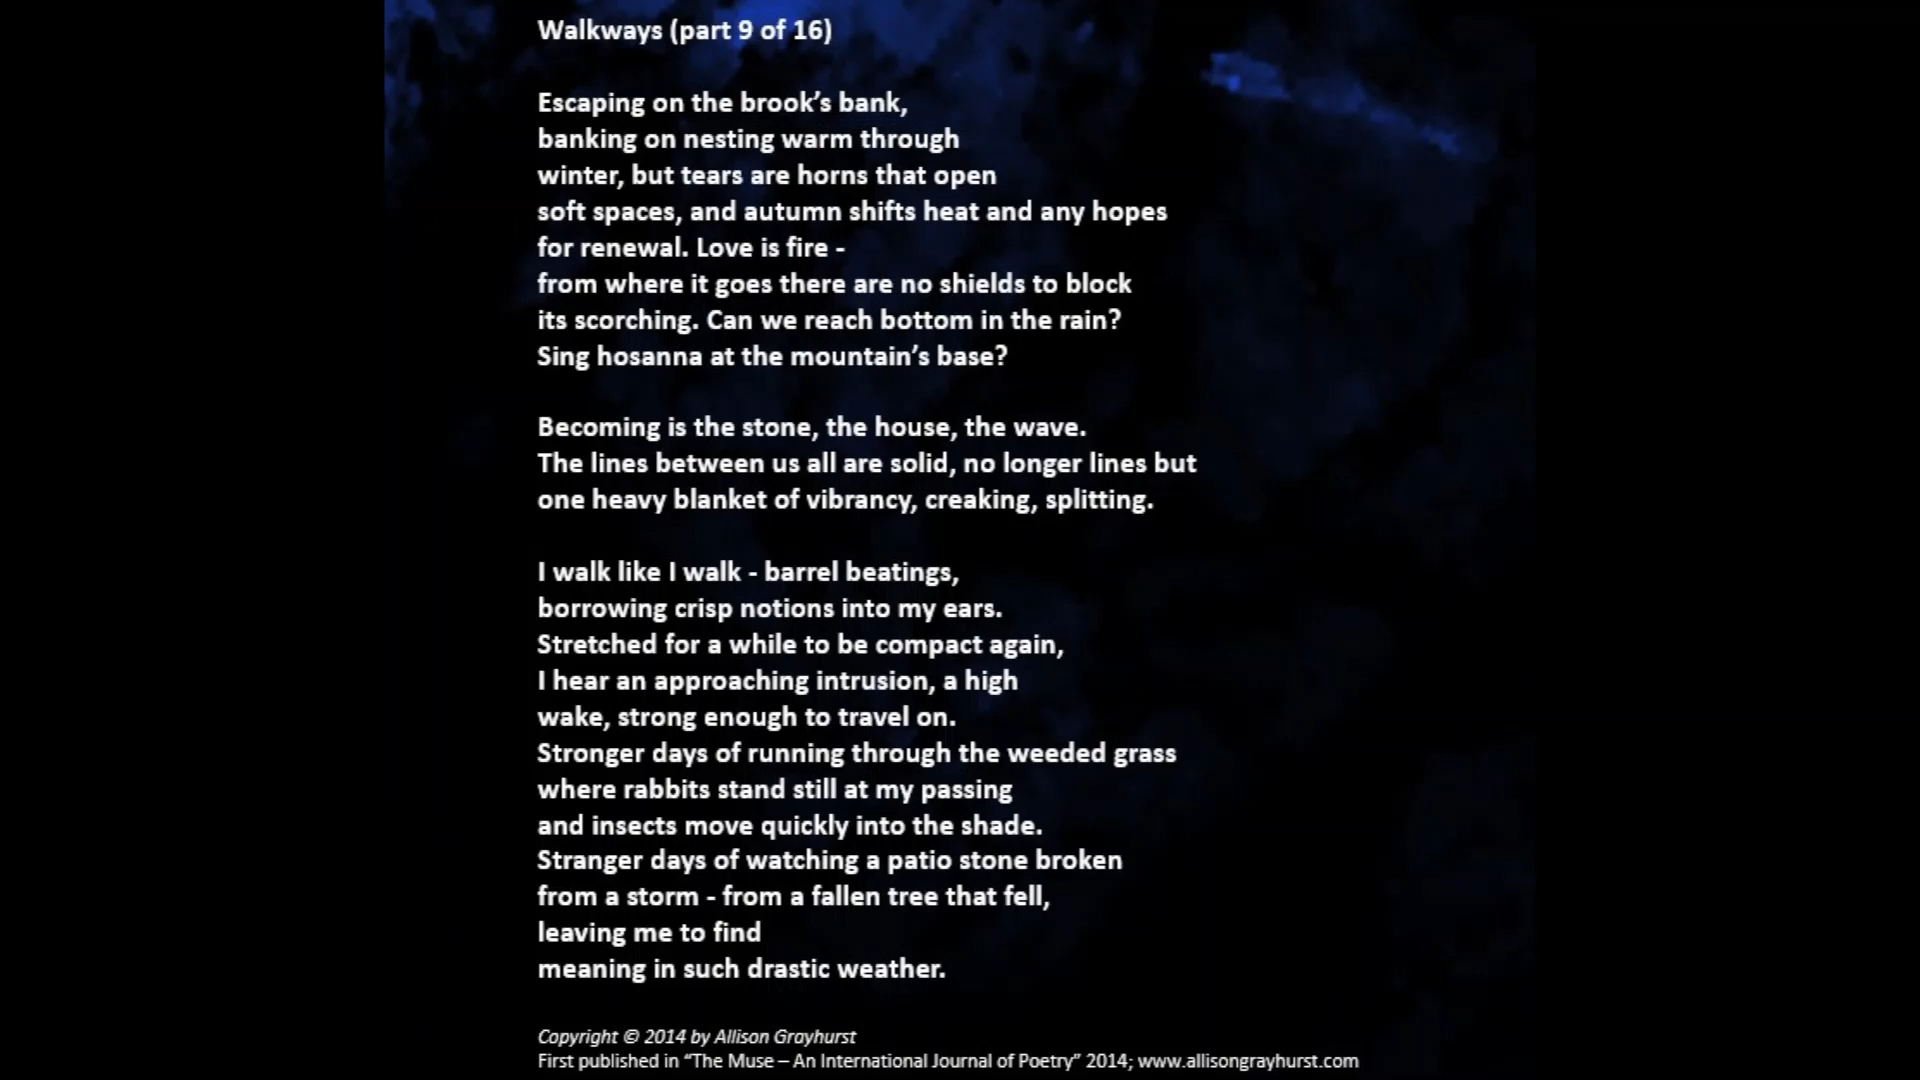 Walkways (part 9 of 16)
Escaping on the brook’s bank,
banking on nesting warm through
winter, but tears are horns that open
soft spaces, and autumn shifts heat and any hopes
for renewal. Love is fire -
from where it goes there are no shields to block
its scorching. Can we reach bottom in the rain?
Sing hosanna at the mountain’s base?
Becoming is the stone, the house, the wave.
The lines between us all are solid, no longer lines but
one heavy blanket of vibrancy, creaking, splitting.
I walk like I walk - barrel beatings,
borrowing crisp notions into my ears.
Stretched for a while to be compact again,
I hear an approaching intrusion, a high
wake, strong enough to travel on.
Stronger days of running through the weeded grass
where rabbits stand still at my passing
and insects move quickly into the shade.
Stranger days of watching a patio stone broken
from a storm - from a fallen tree that fell,
leaving me to find
meaning in such drastic weather.
Copyright © 2014 by Allison Grayhurst
First published in “The Muse – An International Journal of Poetry” 2014; www.allisongrayhurst.com